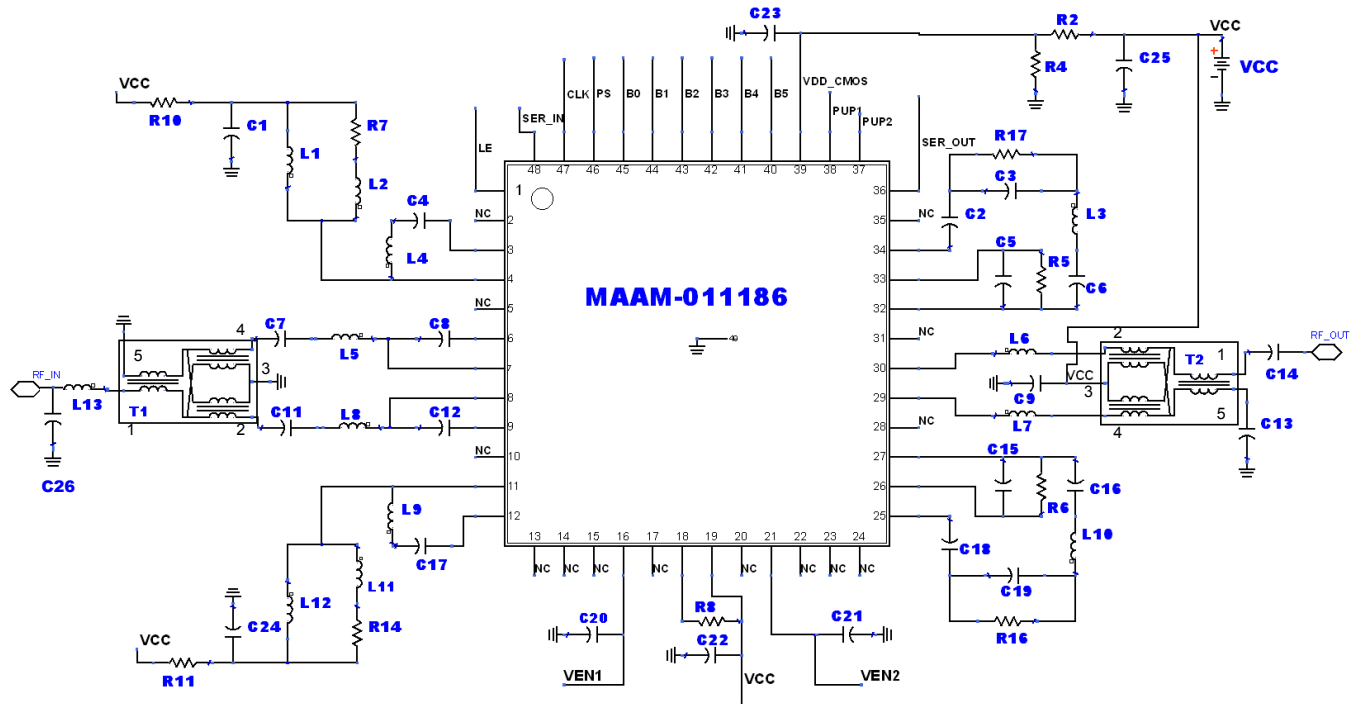 C23
R2
VCC
VCC
R4
C25
VCC
VCC
R10
C1
L1
R7
L2
C4
L4
LE
SER_IN
CLK
PS
B0
B1
B2
B3
B4
B5
VDD_CMOS
PUP1
PUP2
SER_OUT
R17
C3
C2
L3
C5
R5
C6
48 47 46 45 44 43 42 41 40 39 38 37
1
2
3
4
5
6
7
8
9
10
11
12
36
35
34
33
32
31
30
29
28
27
26
25
13 14 15 16 17 18 19 20 21 22 23 24
MAAM-011186
49
NC
NC
NC
NC
NC
NC
RF_IN
L13
C26
T1
5
4
3
1
2
C7
L5
C8
C11
L8
C12
L6
C9
VCC
L7
2
1
3
4
5
T2
C14
RF_OUT
C13
L9
C17
L12
L11
R14
C24
VCC
R11
C15
R6
C16
L10
C18
C19
R16
NC NC NC NC NC NC NC NC
C20
VEN1
R8
C22
VCC
C21
VEN2